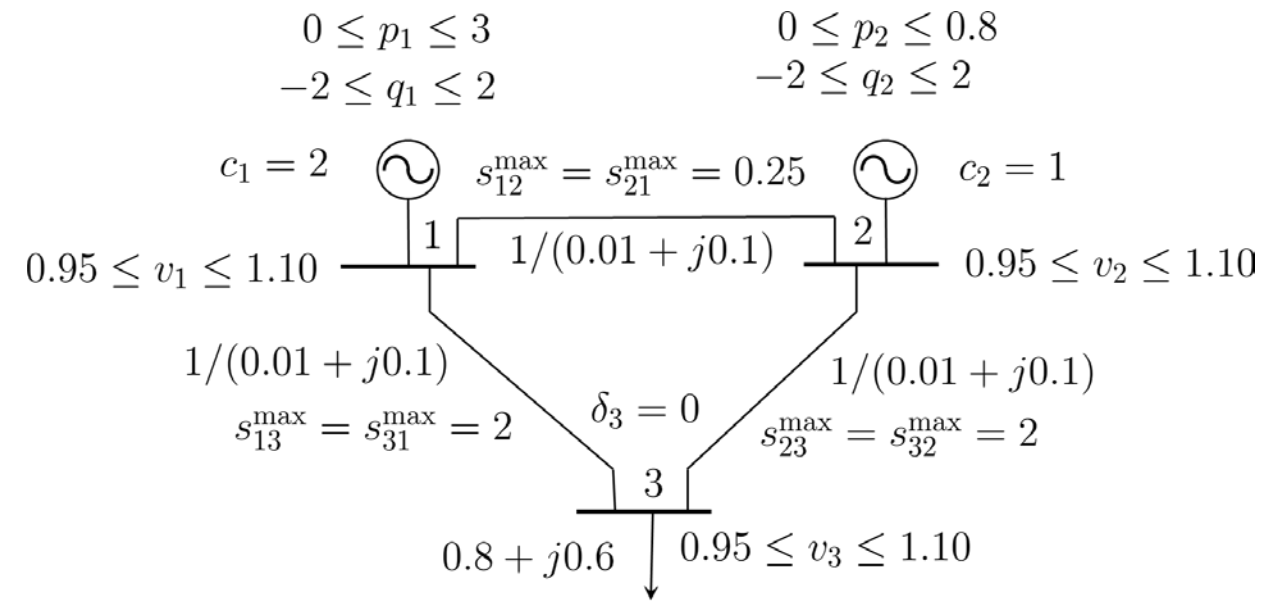 0 ≤ p₁ ≤ 3
−2 ≤ q₁ ≤ 2
0 ≤ p₂ ≤ 0.8
−2 ≤ q₂ ≤ 2
c₁ = 2
s₁₂^max = s₂₁^max = 0.25
c₂ = 1
1
2
0.95 ≤ v₁ ≤ 1.10
1/(0.01 + j0.1)
0.95 ≤ v₂ ≤ 1.10
1/(0.01 + j0.1)
s₁₃^max = s₃₁^max = 2
δ₃ = 0
1/(0.01 + j0.1)
s₂₃^max = s₃₂^max = 2
3
0.8 + j0.6
0.95 ≤ v₃ ≤ 1.10